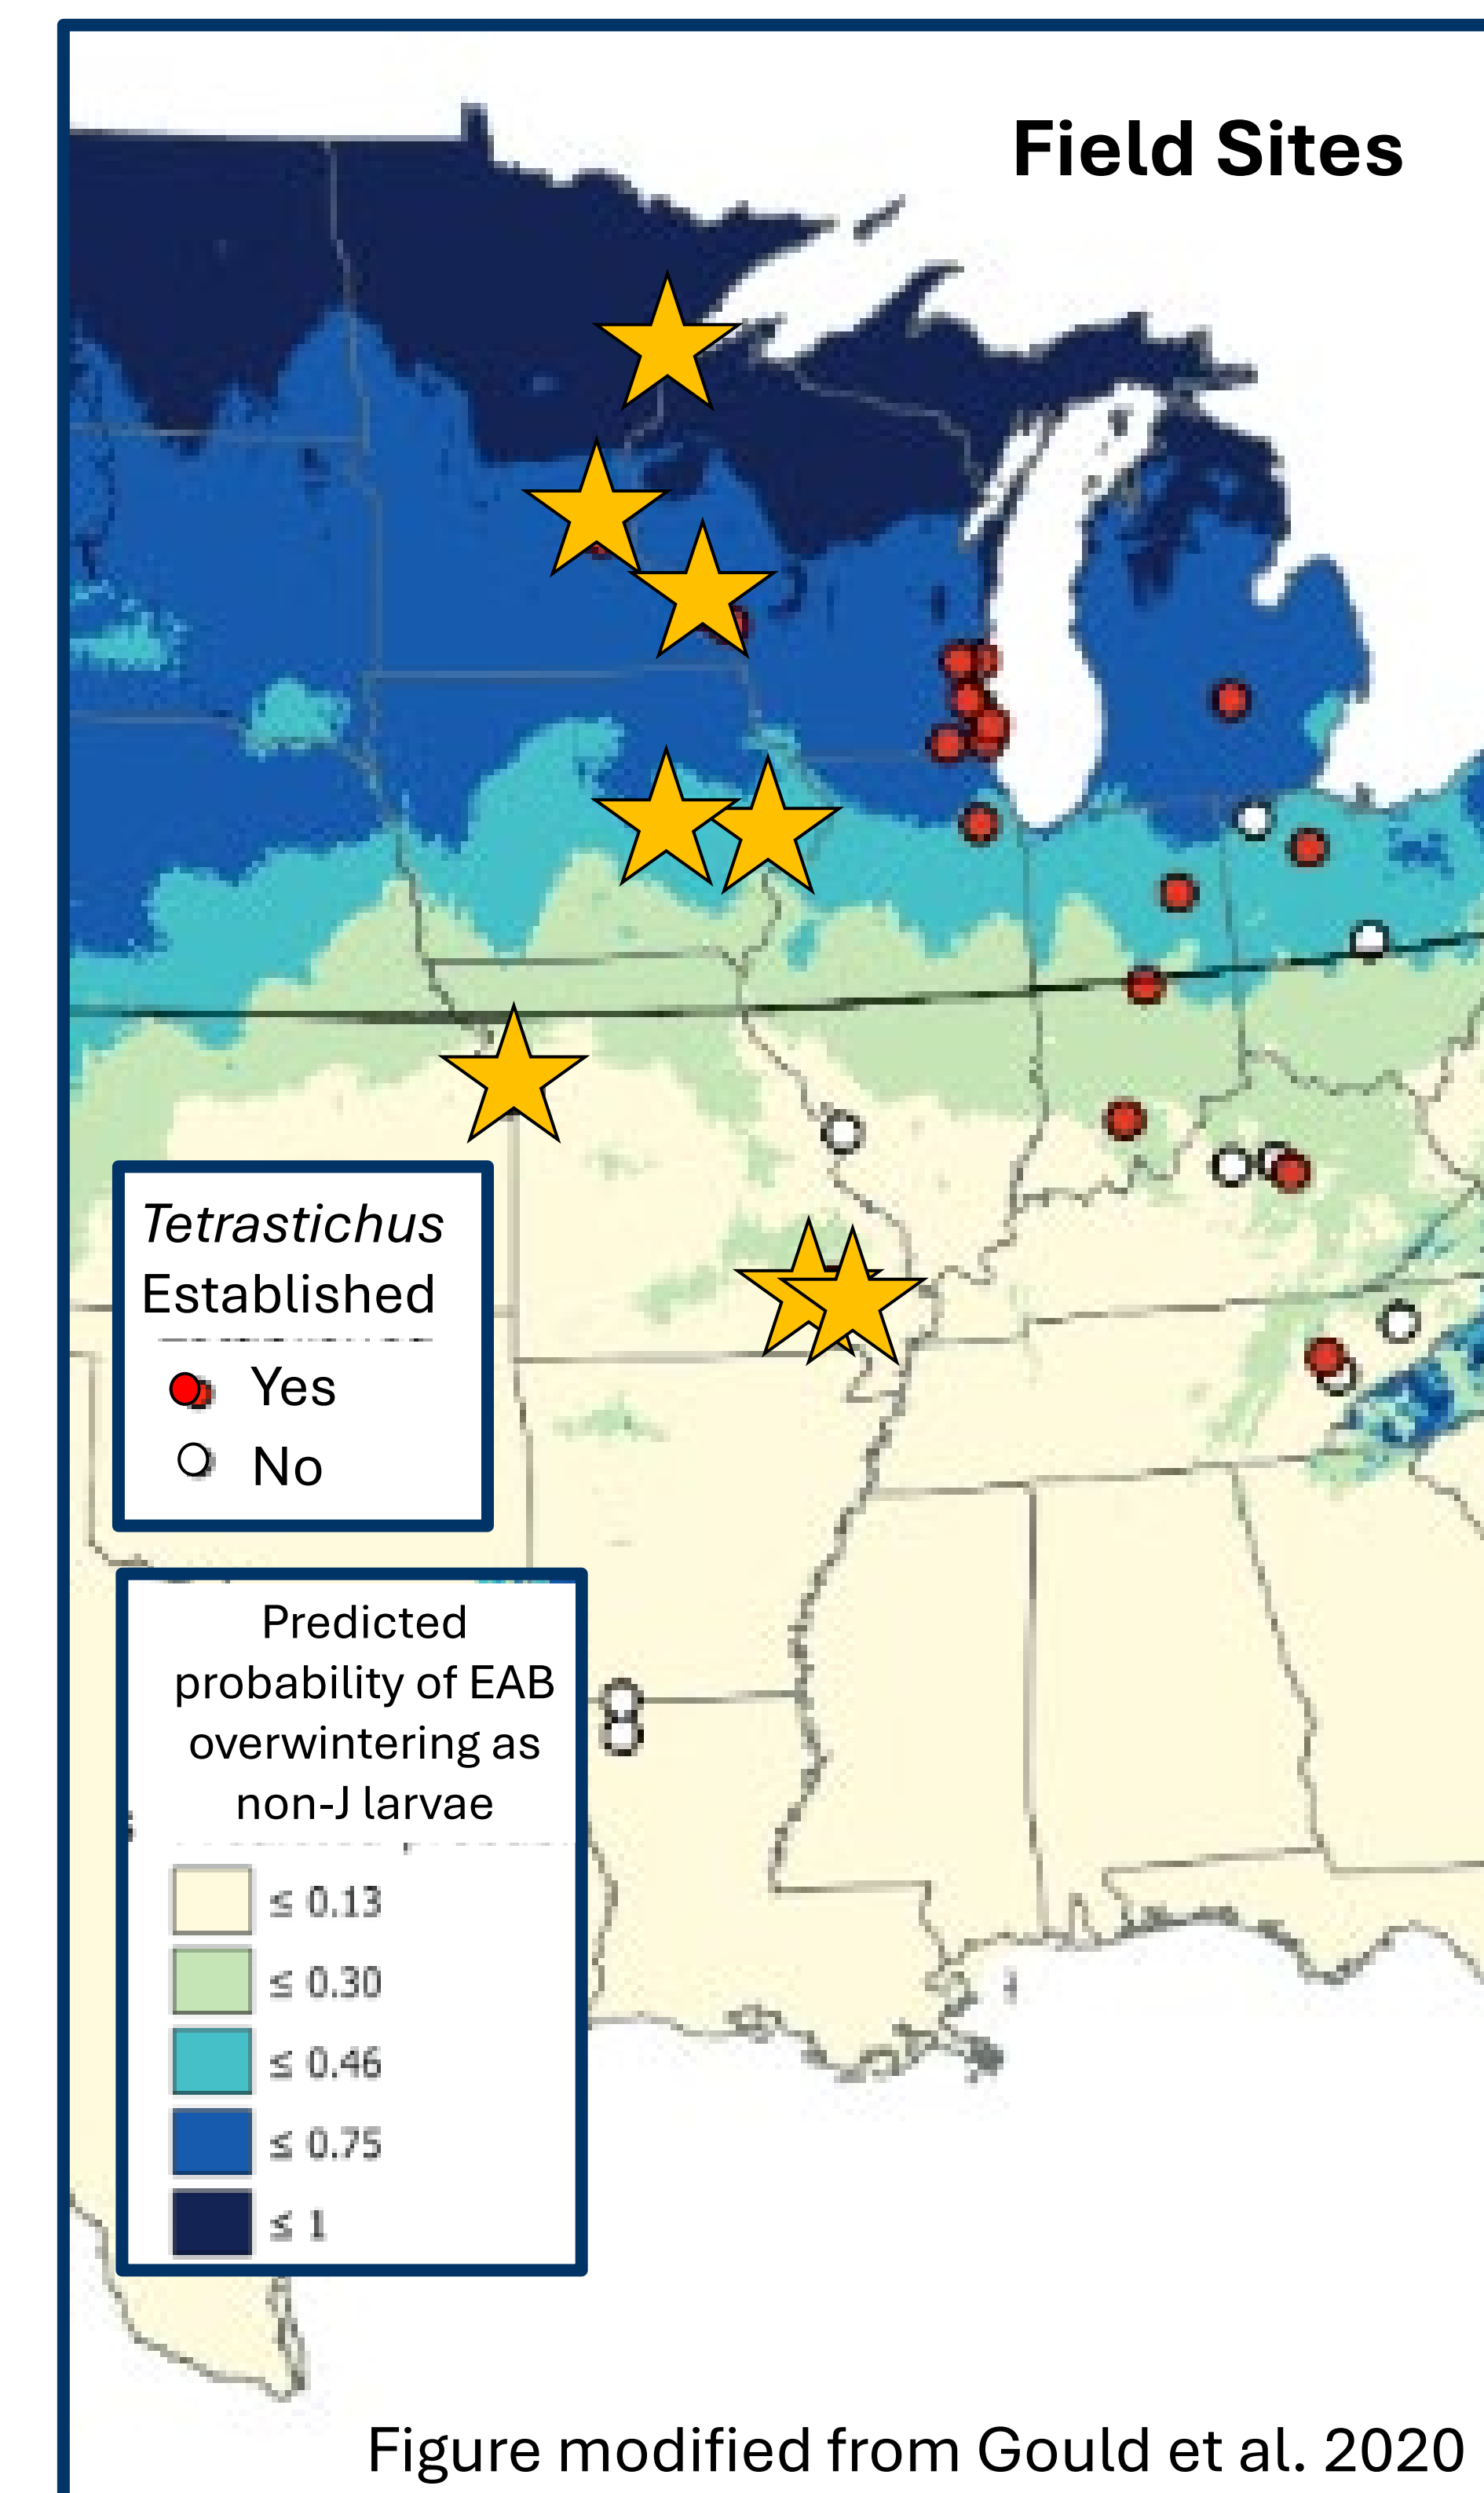 Field Sites
Tetrastichus
Established
Yes
No
Predicted
probability of EAB
overwintering as
non-J larvae
≤ 0.13
≤ 0.30
≤ 0.46
≤ 0.75
≤ 1
Figure modified from Gould et al. 2020